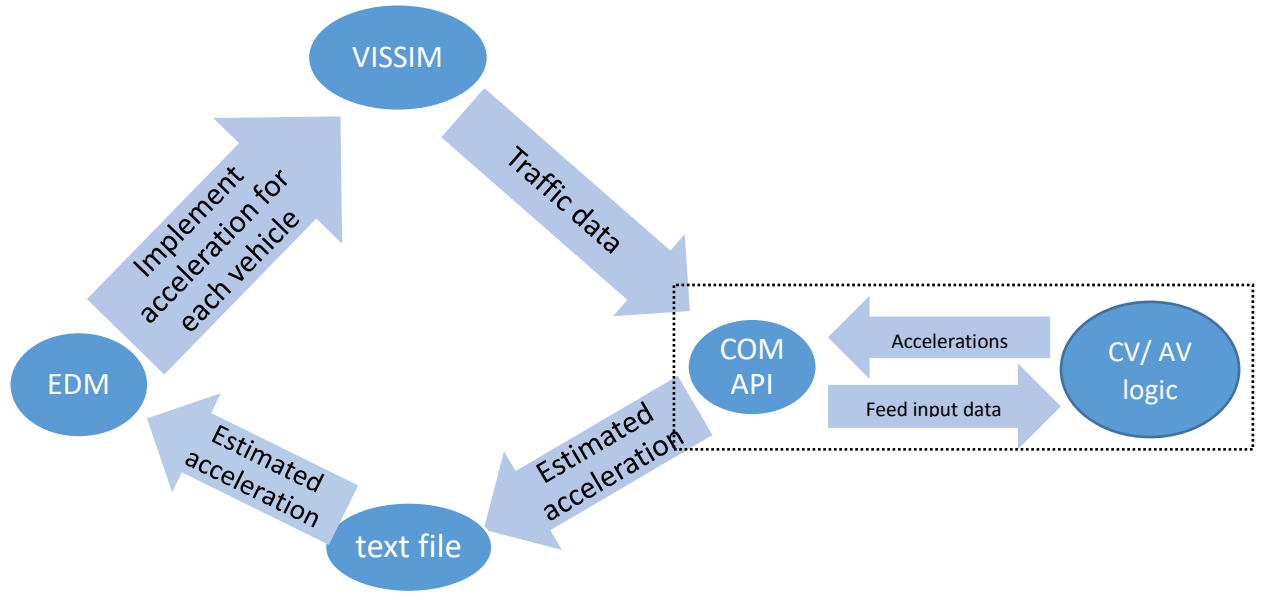 VISSIM
Traffic data
Implement
acceleration for
each vehicle
COM
API
Accelerations
Feed input data
CV/ AV
logic
EDM
Estimated
acceleration
Estimated
acceleration
text file